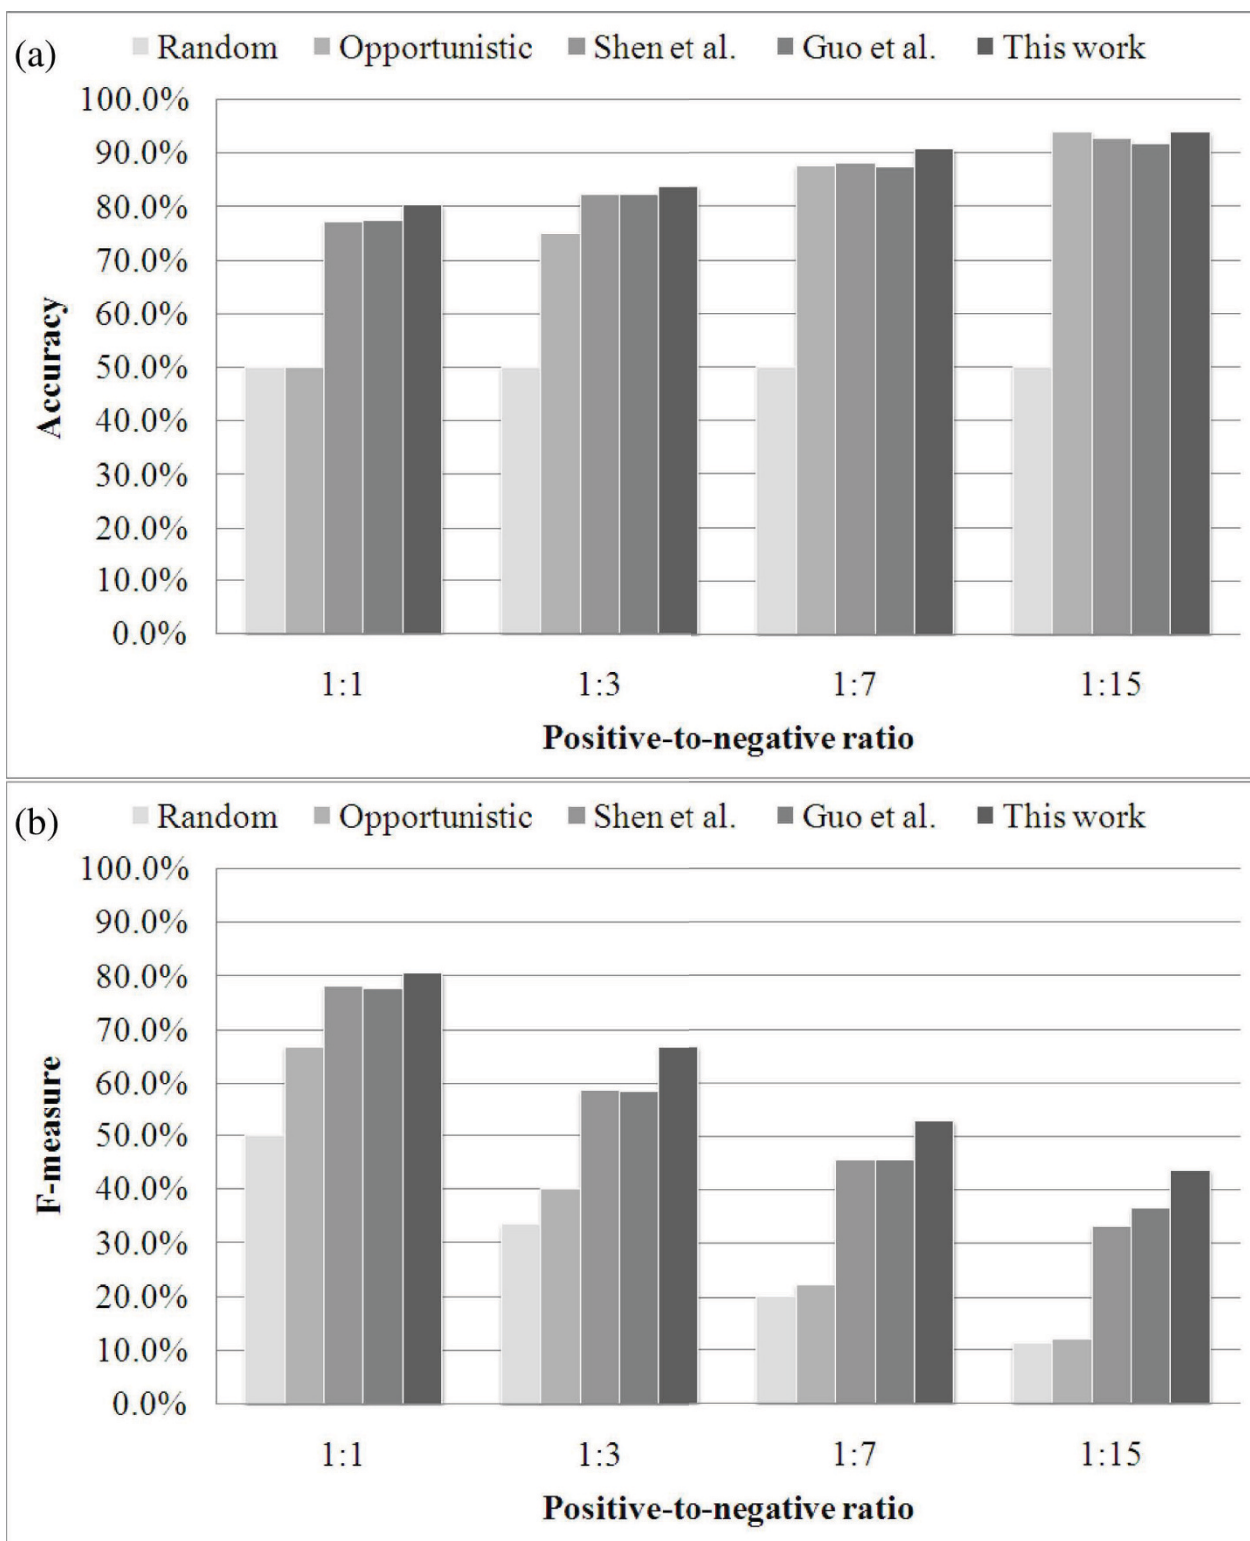 (a)
Random Opportunistic Shen et al. Guo et al. This work
100.0%
90.0%
80.0%
70.0%
60.0%
50.0%
40.0%
30.0%
20.0%
10.0%
0.0%
Accuracy
1:1 1:3 1:7 1:15
Positive-to-negative ratio
(b)
Random Opportunistic Shen et al. Guo et al. This work
100.0%
90.0%
80.0%
70.0%
60.0%
50.0%
40.0%
30.0%
20.0%
10.0%
0.0%
F-measure
1:1 1:3 1:7 1:15
Positive-to-negative ratio